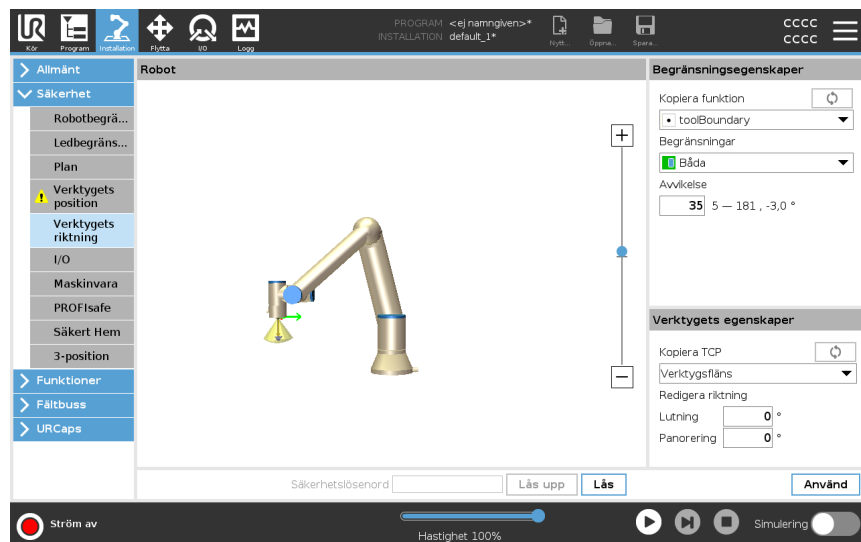 UR
PROGRAM <ej namngiven>*
INSTALLATION default_1*
Kör
Program
Installation
Flytta
I/O
Logg
Nytt...
Öppna...
Spara...
cccc
cccc
Allmänt
Säkerhet
Robotbegrä...
Ledbegräns...
Plan
Verktygets
position
Verktygets
riktning
I/O
Maskinvara
PROFIsafe
Säkert Hem
3-position
Funktioner
Fältbuss
URCaps
Robot
Begränsningsegenskaper
Kopiera funktion
toolBoundary
Begränsningar
Båda
Avvikelse
35 5 — 181 , -3,0 °
Verktygets egenskaper
Kopiera TCP
Verktygsfläns
Redigera riktning
Lutning 0 °
Panorering 0 °
Säkerhetslösenord Lås upp Lås
Använd
Ström av
Hastighet 100%
Simulering